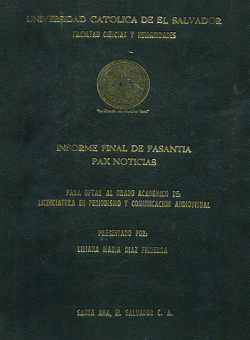 UNIVERSIDAD CATOLICA DE EL SALVADOR
FACULTAD CIENCIAS Y HUMANIDADES
INFORME FINAL DE PASANTIA
PAX NOTICIAS
PARA OPTAR AL GRADO ACADEMICO DE:
LICENCIATURA EN PERIODISMO Y COMUNICACION AUDIOVISUAL
PRESENTADO POR:
LILIANA MARIA DIAZ FIGUEROA
SANTA ANA, EL SALVADOR C. A.